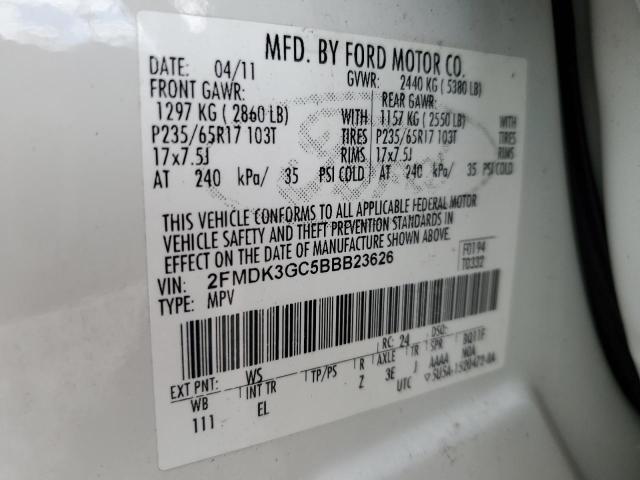 MFD. BY FORD MOTOR CO.
DATE: 04/11 GVWR: 2440 KG ( 5380 LB)
FRONT GAWR: REAR GAWR:
1297 KG ( 2860 LB) WITH 1157 KG ( 2550 LB) WITH
P235/65R17 103T TIRES P235/65R17 103T TIRES
17x7.5J RIMS 17x7.5J RIMS
AT 240 kPa/ 35 PSI COLD AT 240 kPa/ 35 PSI COLD
THIS VEHICLE CONFORMS TO ALL APPLICABLE FEDERAL MOTOR
VEHICLE SAFETY AND THEFT PREVENTION STANDARDS IN
EFFECT ON THE DATE OF MANUFACTURE SHOWN ABOVE.
VIN: 2FMDK3GC5BBB23626 F0194
TYPE: MPV T0332
EXT PNT: WS RC: 24 DSO:
WB INT TR TP/PS R AXLE TR SPR BQ11F
111 EL Z 3E J AAAA N0A
UTC